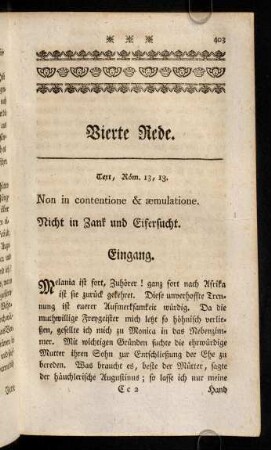 403
Vierte Rede.
Text, Röm. 13, 13.
Non in contentione & æmulatione.
Nicht in Zank und Eifersucht.
Eingang.
Melania ist fort, Zuhörer! ganz fort nach Afrika
ist sie zurück gekehret. Diese unverhoffte Tren-
nung ist euerer Aufmerksamkeit würdig. Da die
muthwillige Freygeister mich letzt so höhnisch verlie-
ßen, gesellte ich mich zu Monica in das Nebenzim-
mer. Mit wichtigen Gründen suchte die ehrwürdige
Mutter ihren Sohn zur Entschließung der Ehe zu
bereden. Was braucht es, beste der Mütter, sagte
der häuchlerische Augustinus; so lasse ich nur meine
Cc 2
Hand